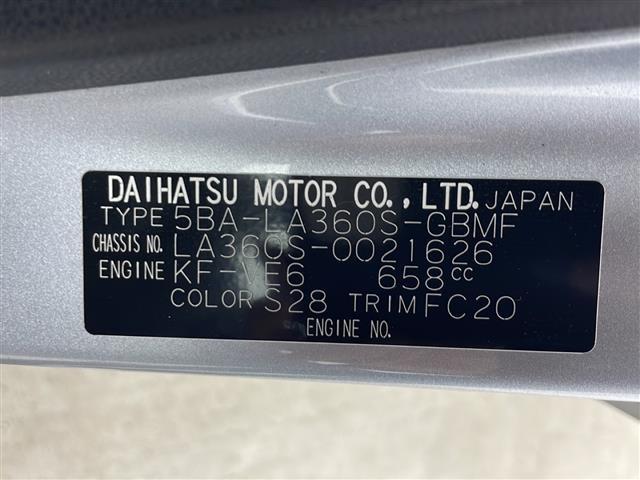 DAIHATSU MOTOR CO., LTD. JAPAN
TYPE 5BA-LA360S-GBMF
CHASSIS NO. LA360S-0021626
ENGINE KF-VE6 658cc
COLOR S28 TRIM FC20
ENGINE NO.